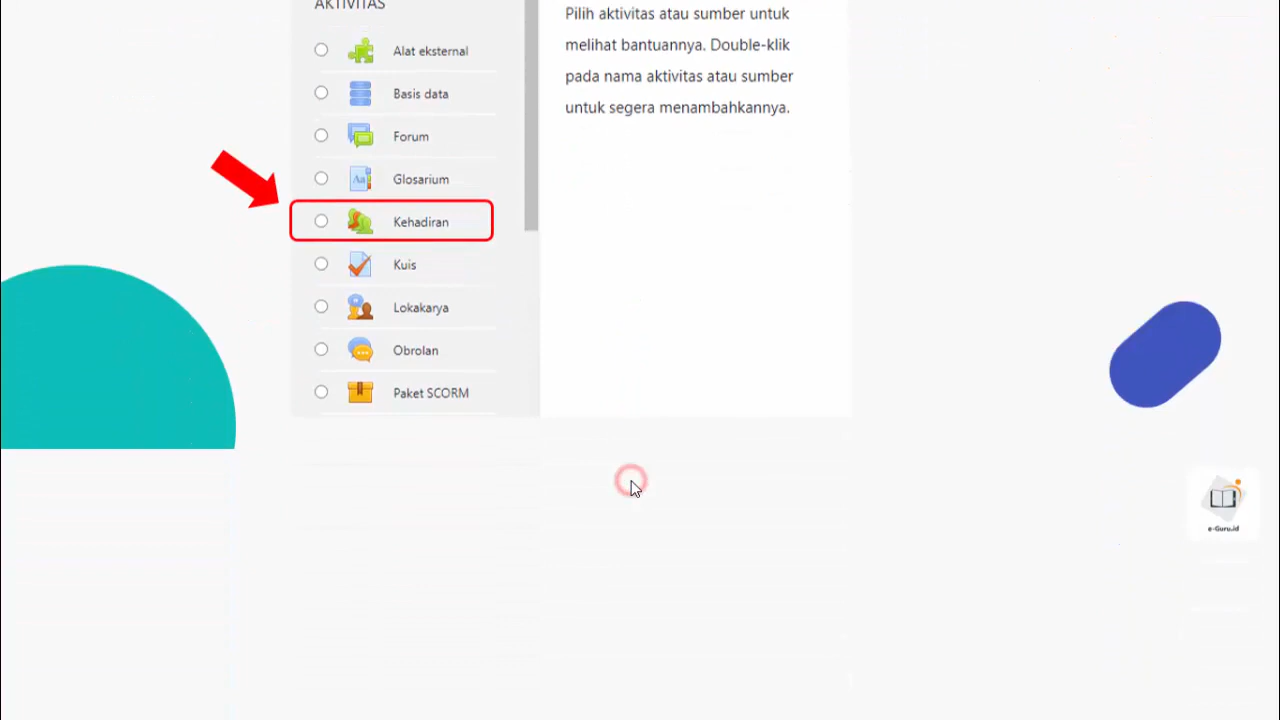 AKTIVITAS
Alat eksternal
Basis data
Forum
Glosarium
Kehadiran
Kuis
Lokakarya
Obrolan
Paket SCORM
Pilih aktivitas atau sumber untuk
melihat bantuannya. Double-klik
pada nama aktivitas atau sumber
untuk segera menambahkannya.
e-Guru.id